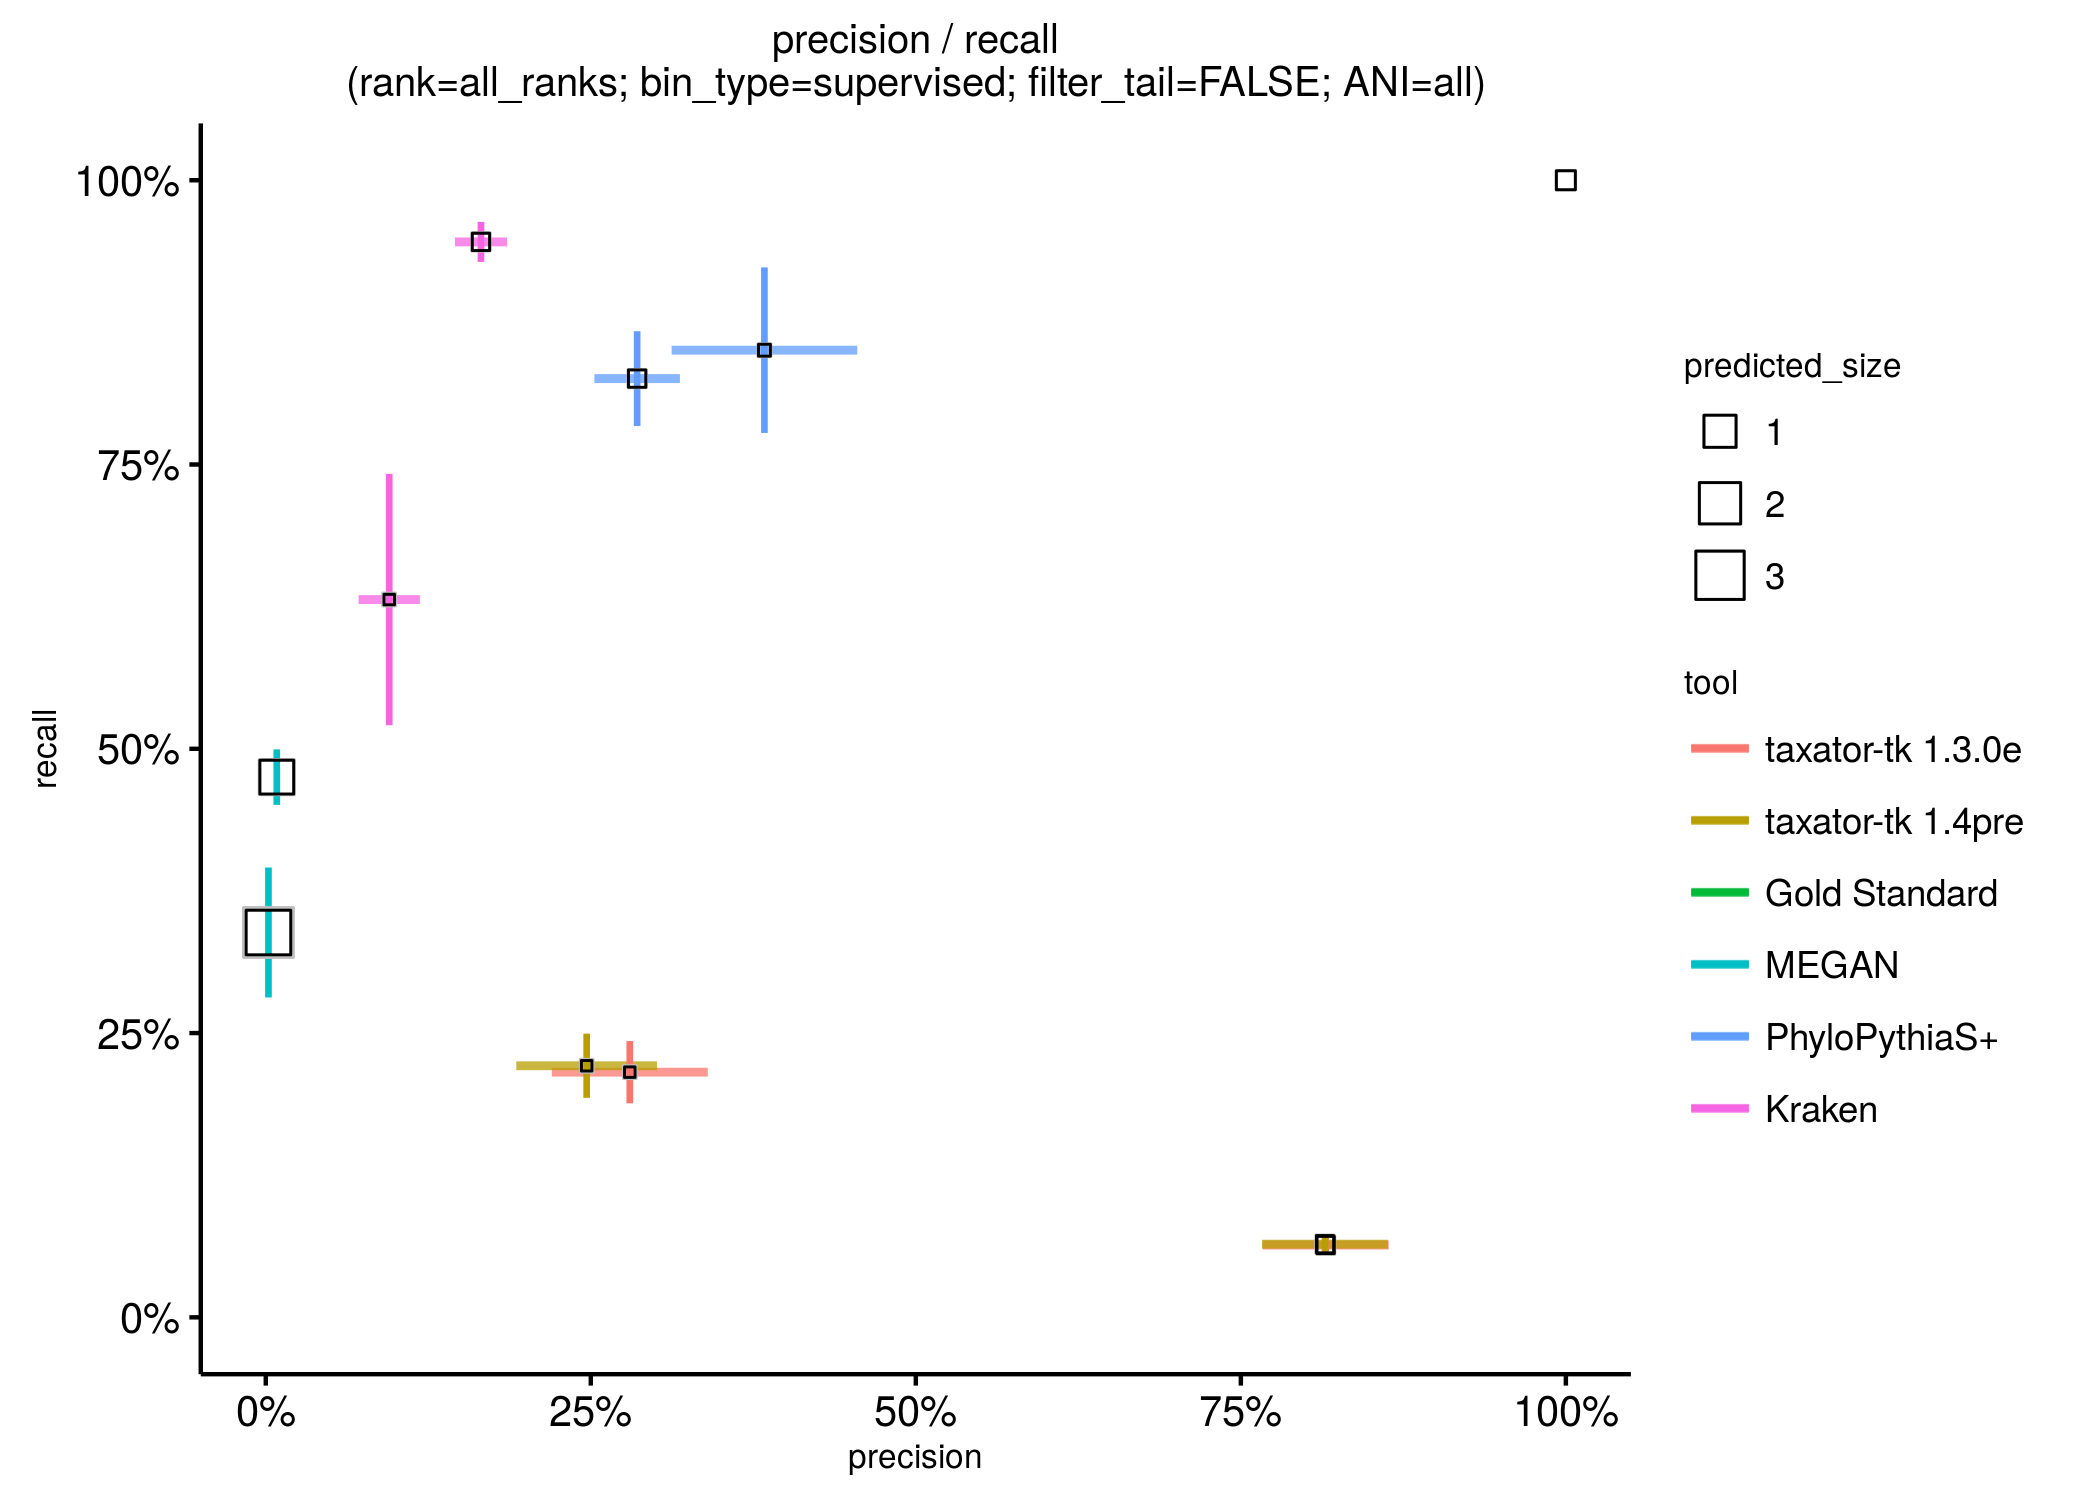 precision / recall
(rank=all_ranks; bin_type=supervised; filter_tail=FALSE; ANI=all)
100%
75%
50%
25%
0%
recall
0%
25%
50%
75%
100%
precision
predicted_size
1
2
3
tool
taxator-tk 1.3.0e
taxator-tk 1.4pre
Gold Standard
MEGAN
PhyloPythiaS+
Kraken